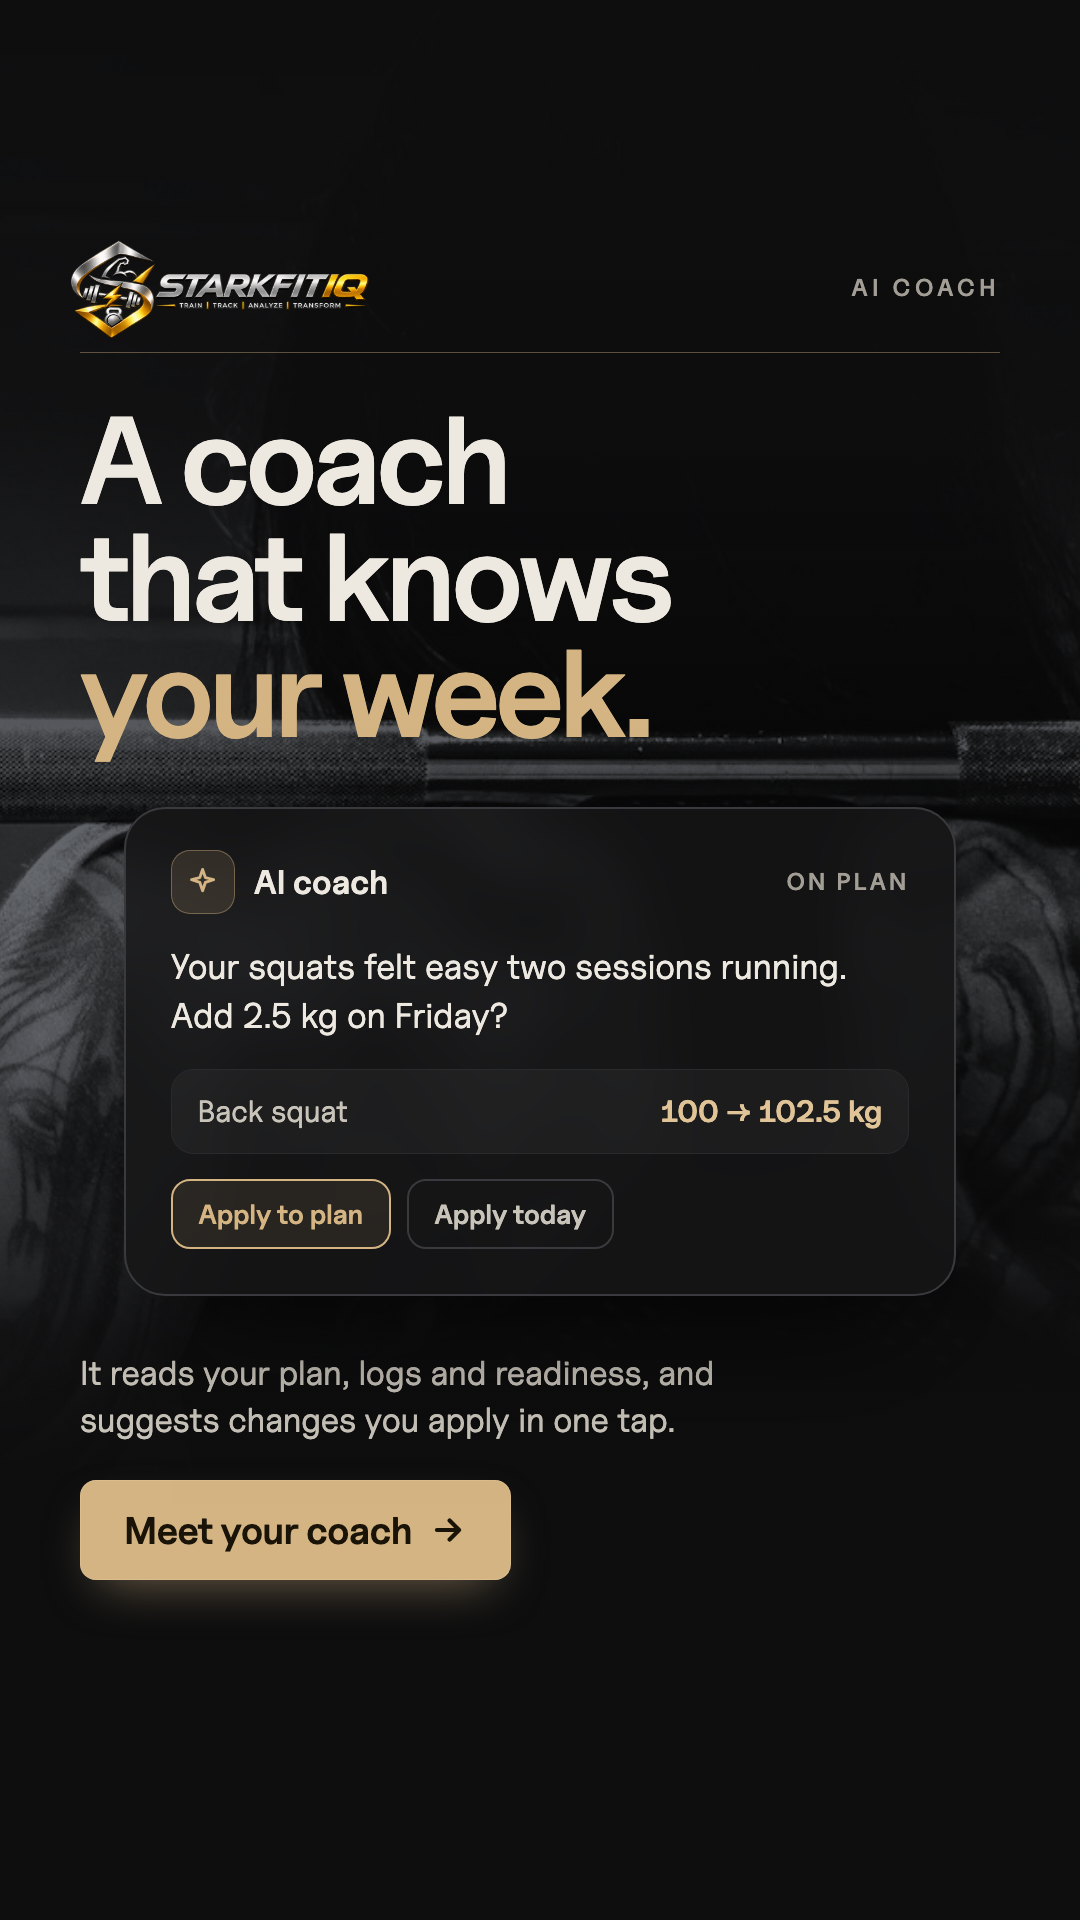 STARKFITIQ
TRAIN | TRACK | ANALYZE | TRANSFORM
AI COACH
A coach
that knows
your week.
AI coach
ON PLAN
Your squats felt easy two sessions running.
Add 2.5 kg on Friday?
Back squat
100 → 102.5 kg
Apply to plan
Apply today
It reads your plan, logs and readiness, and
suggests changes you apply in one tap.
Meet your coach →